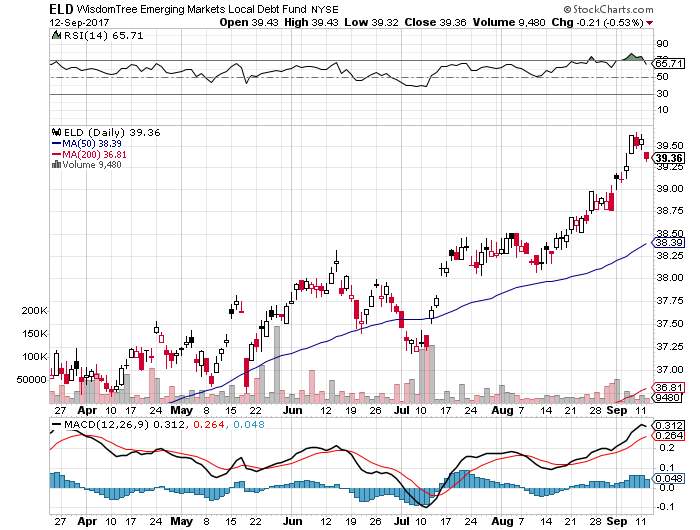 ELD WisdomTree Emerging Markets Local Debt Fund NYSE © StockCharts.com
12-Sep-2017 Open 39.43 High 39.43 Low 39.32 Close 39.36 Volume 9,480 Chg -0.21 (-0.53%)
RSI(14) 65.71
90
70
65.71
50
30
10
ELD (Daily) 39.36
MA(50) 38.39
MA(200) 36.81
Volume 9,480
39.50
39.36
39.25
39.00
38.75
38.50
38.39
38.25
38.00
37.75
37.50
37.25
37.00
36.81
9480
200K
150K
100K
50000
27 Apr 10 17 24 May 8 15 22 Jun 12 19 26 Jul 10 17 24 Aug 7 14 21 28 Sep 11
MACD(12,26,9) 0.312, 0.264, 0.048
0.312
0.264
0.2
0.1
0.048
0.0
-0.1
27 Apr 10 17 24 May 8 15 22 Jun 12 19 26 Jul 10 17 24 Aug 7 14 21 28 Sep 11